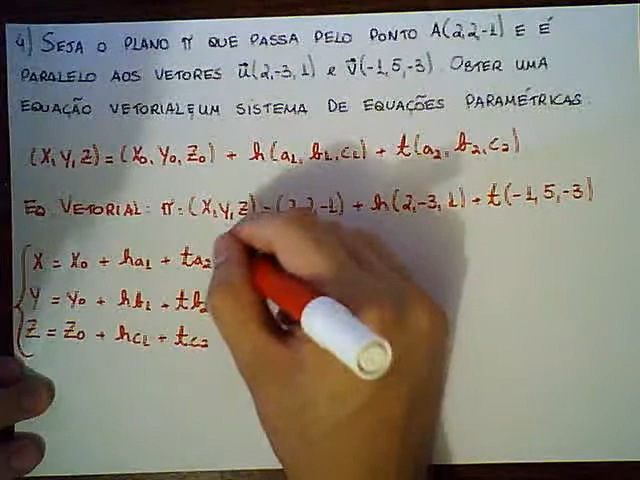 4) SEJA O PLANO π QUE PASSA PELO PONTO A(2,2,-1) E É
PARALELO AOS VETORES u⃗(2,-3,1) e v⃗(-1,5,-3). OBTER UMA
EQUAÇÃO VETORIAL E UM SISTEMA DE EQUAÇÕES PARAMÉTRICAS.
(X,Y,Z) = (X₀,Y₀,Z₀) + h(a₁,b₁,c₁) + t(a₂,b₂,c₂)
EQ VETORIAL: π: (X,Y,Z) = (2,2,-1) + h(2,-3,1) + t(-1,5,-3)
X = X₀ + ha₁ + ta₂
Y = Y₀ + hb₁ + tb₂
Z = Z₀ + hc₁ + tc₂